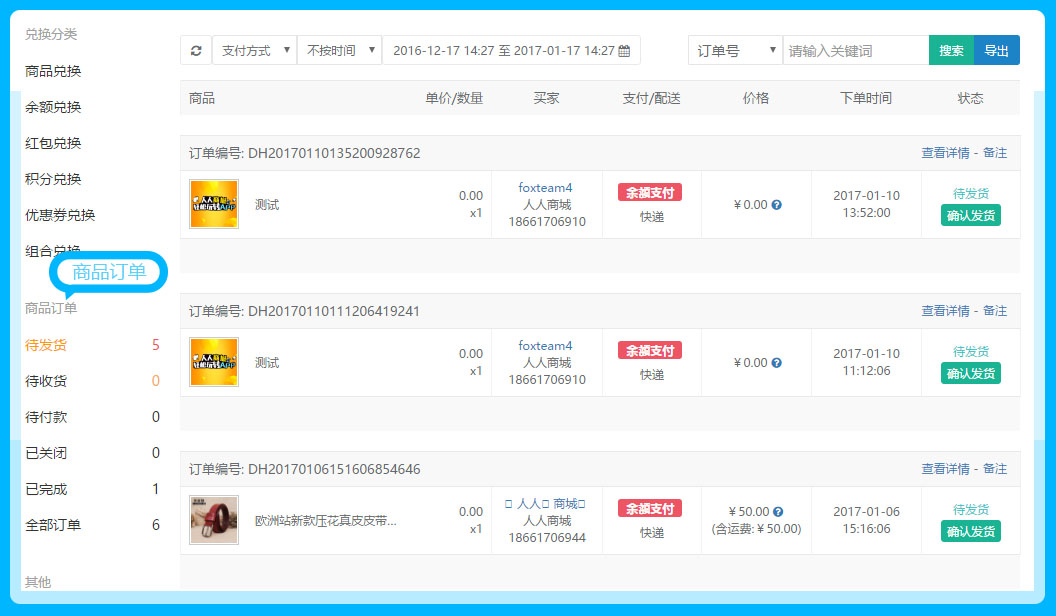 兑换分类
商品兑换
余额兑换
红包兑换
积分兑换
优惠券兑换
组合兑换
商品订单
商品订单
待发货 5
待收货 0
待付款 0
已关闭 0
已完成 1
全部订单 6
其他
支付方式 不按时间 2016-12-17 14:27 至 2017-01-17 14:27 订单号 请输入关键词 搜索 导出
商品 单价/数量 买家 支付/配送 价格 下单时间 状态
订单编号: DH20170110135200928762 查看详情 - 备注
测试
0.00
x1
foxteam4
人人商城
18661706910
余额支付
快递
¥ 0.00
2017-01-10
13:52:00
待发货
确认发货
订单编号: DH20170110111206419241 查看详情 - 备注
测试
0.00
x1
foxteam4
人人商城
18661706910
余额支付
快递
¥ 0.00
2017-01-10
11:12:06
待发货
确认发货
订单编号: DH20170106151606854646 查看详情 - 备注
欧洲站新款压花真皮皮带...
0.00
x1
人人 商城
人人商城
18661706944
余额支付
快递
¥ 50.00
(含运费: ¥ 50.00)
2017-01-06
15:16:06
待发货
确认发货